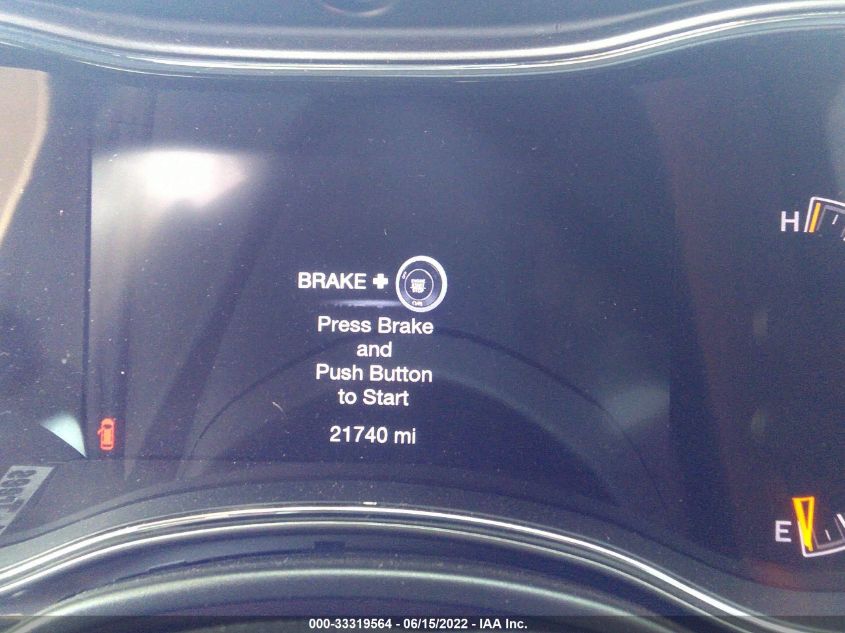 H
BRAKE +
Press Brake
and
Push Button
to Start
21740 mi
E
000-33319564 - 06/15/2022 - IAA Inc.